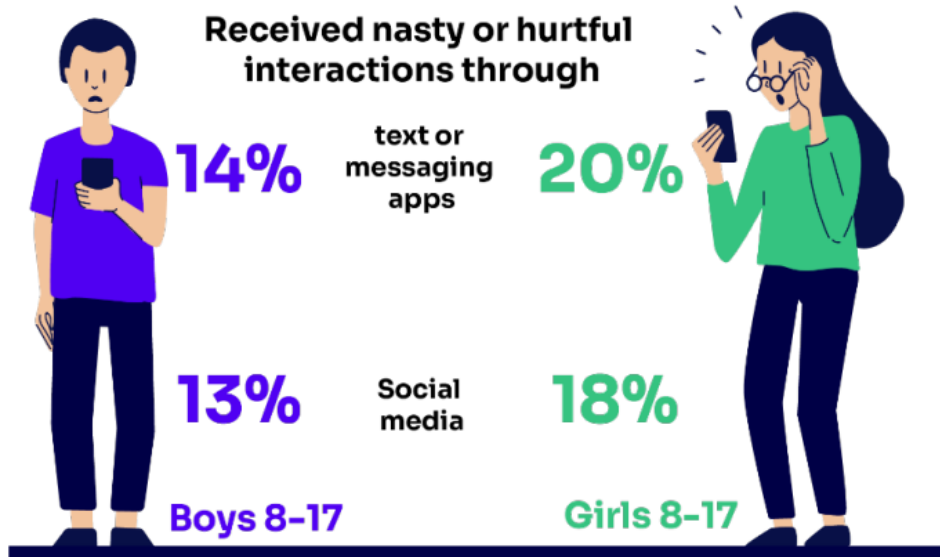 Received nasty or hurtful
interactions through
14%
text or
messaging
apps
20%
13%
Social
media
18%
Boys 8-17
Girls 8-17